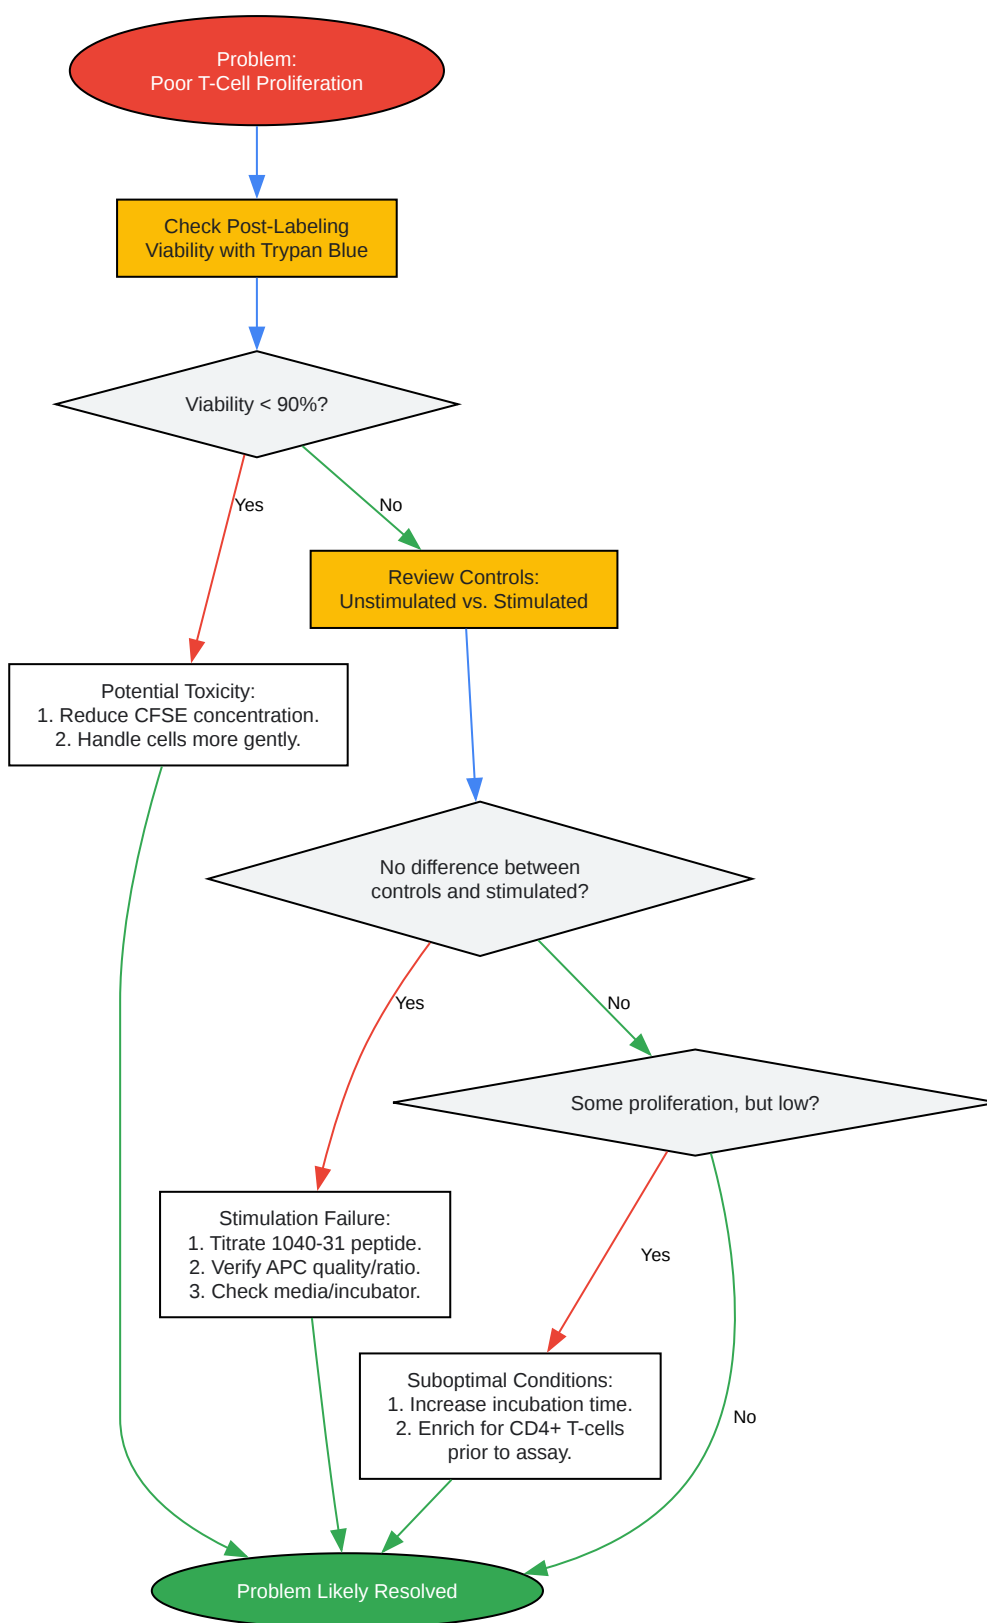 Problem:
Poor T-Cell Proliferation
Check Post-Labeling
Viability with Trypan Blue
Viability < 90%?
Yes
No
Review Controls:
Unstimulated vs. Stimulated
Potential Toxicity:
1. Reduce CFSE concentration.
2. Handle cells more gently.
No difference between
controls and stimulated?
Yes
No
Some proliferation, but low?
Stimulation Failure:
1. Titrate 1040-31 peptide.
2. Verify APC quality/ratio.
3. Check media/incubator.
Yes
Suboptimal Conditions:
1. Increase incubation time.
2. Enrich for CD4+ T-cells
prior to assay.
No
Problem Likely Resolved